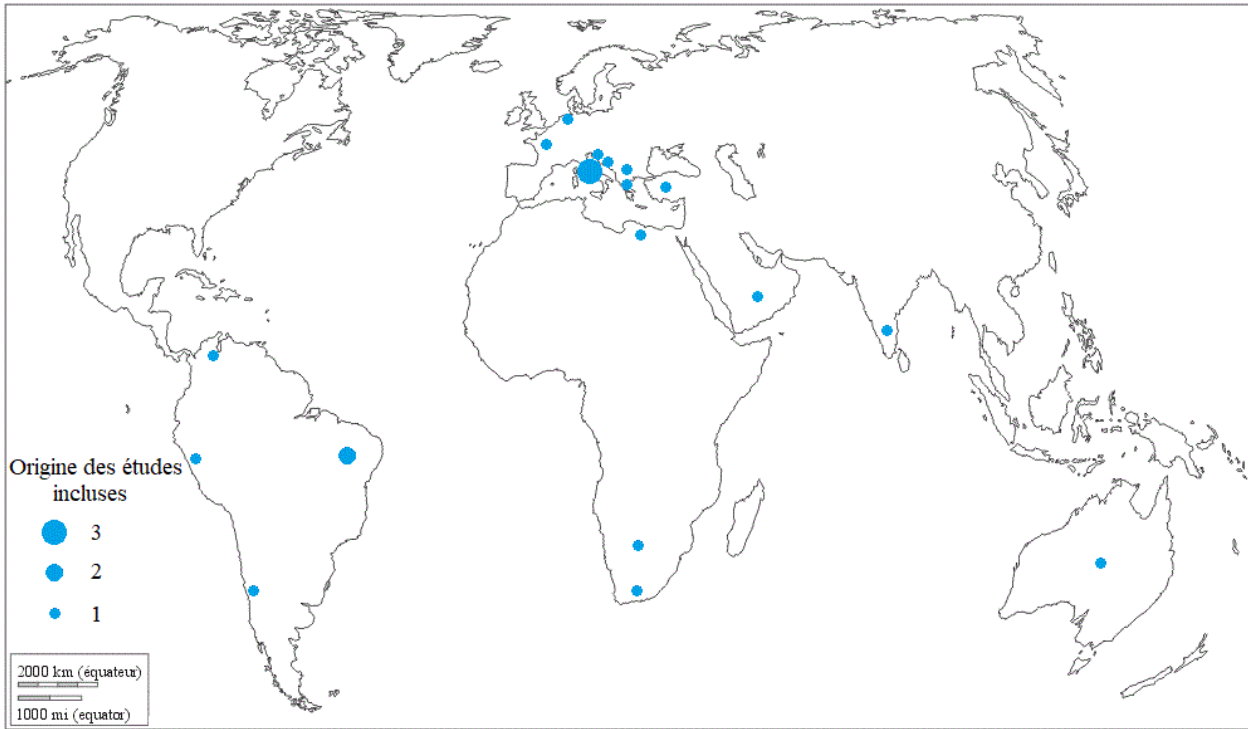 Origine des études
incluses
3
2
1
2000 km (équateur)
1000 mi (equator)